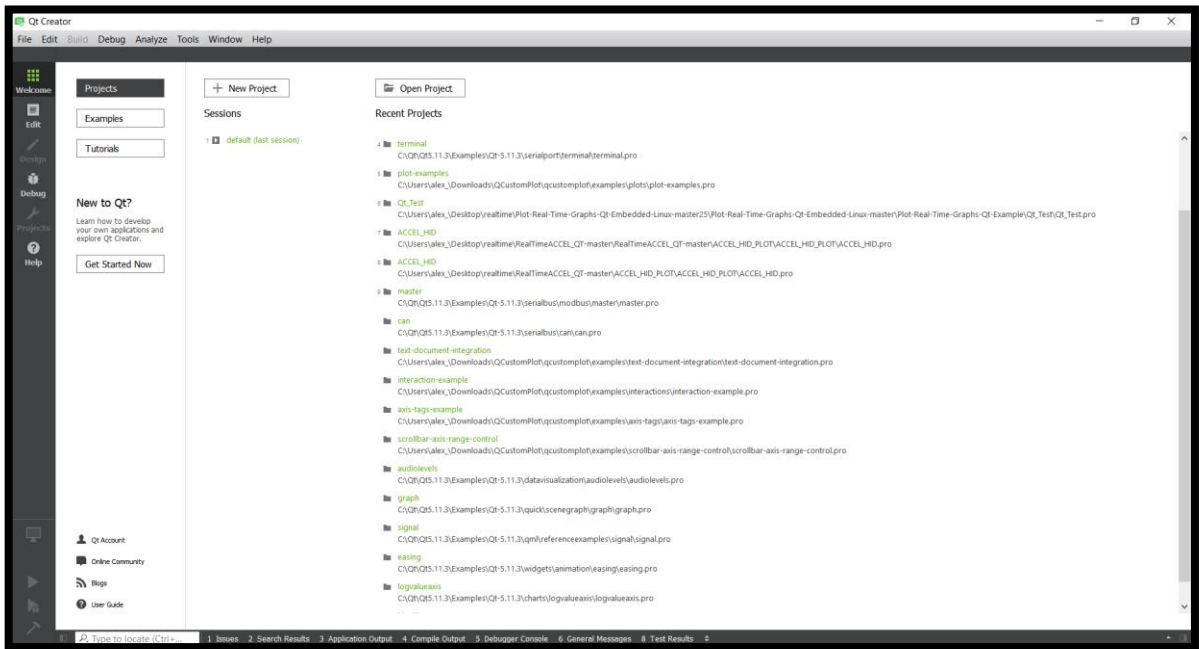 Qt Creator
File Edit Build Debug Analyze Tools Window Help
Welcome
Edit
Design
Debug
Projects
Help
Projects
Examples
Tutorials
New to Qt?
Learn how to develop
your own applications and
explore Qt Creator.
Get Started Now
Qt Account
Online Community
Blogs
User Guide
+ New Project
Sessions
1 default (last session)
Open Project
Recent Projects
4 terminal
C:\Qt\Qt5.11.3\Examples\Qt-5.11.3\serialport\terminal\terminal.pro
5 plot-examples
C:\Users\alex_\Downloads\QCustomPlot\qcustomplot\examples\plots\plot-examples.pro
6 Qt_Test
C:\Users\alex_\Desktop\realtime\Plot-Real-Time-Graphs-Qt-Embedded-Linux-master25\Plot-Real-Time-Graphs-Qt-Embedded-Linux-master\Plot-Real-Time-Graphs-Qt-Example\Qt_Test\Qt_Test.pro
7 ACCEL_HID
C:\Users\alex_\Desktop\realtime\RealTimeACCEL_QT-master\RealTimeACCEL_QT-master\ACCEL_HID_PLOT\ACCEL_HID_PLOT\ACCEL_HID.pro
8 ACCEL_HID
C:\Users\alex_\Desktop\realtime\RealTimeACCEL_QT-master\ACCEL_HID_PLOT\ACCEL_HID_PLOT\ACCEL_HID.pro
9 master
C:\Qt\Qt5.11.3\Examples\Qt-5.11.3\serialbus\modbus\master\master.pro
can
C:\Qt\Qt5.11.3\Examples\Qt-5.11.3\serialbus\can\can.pro
text-document-integration
C:\Users\alex_\Downloads\QCustomPlot\qcustomplot\examples\text-document-integration\text-document-integration.pro
interaction-example
C:\Users\alex_\Downloads\QCustomPlot\qcustomplot\examples\interactions\interaction-example.pro
axis-tags-example
C:\Users\alex_\Downloads\QCustomPlot\qcustomplot\examples\axis-tags\axis-tags-example.pro
scrollbar-axis-range-control
C:\Users\alex_\Downloads\QCustomPlot\qcustomplot\examples\scrollbar-axis-range-control\scrollbar-axis-range-control.pro
audiolevels
C:\Qt\Qt5.11.3\Examples\Qt-5.11.3\datavisualization\audiolevels\audiolevels.pro
graph
C:\Qt\Qt5.11.3\Examples\Qt-5.11.3\quick\scenegraph\graph\graph.pro
signal
C:\Qt\Qt5.11.3\Examples\Qt-5.11.3\qml\referenceexamples\signal\signal.pro
easing
C:\Qt\Qt5.11.3\Examples\Qt-5.11.3\widgets\animation\easing\easing.pro
logvalueaxis
C:\Qt\Qt5.11.3\Examples\Qt-5.11.3\charts\logvalueaxis\logvalueaxis.pro
Type to locate (Ctrl+...
1 Issues 2 Search Results 3 Application Output 4 Compile Output 5 Debugger Console 6 General Messages 8 Test Results